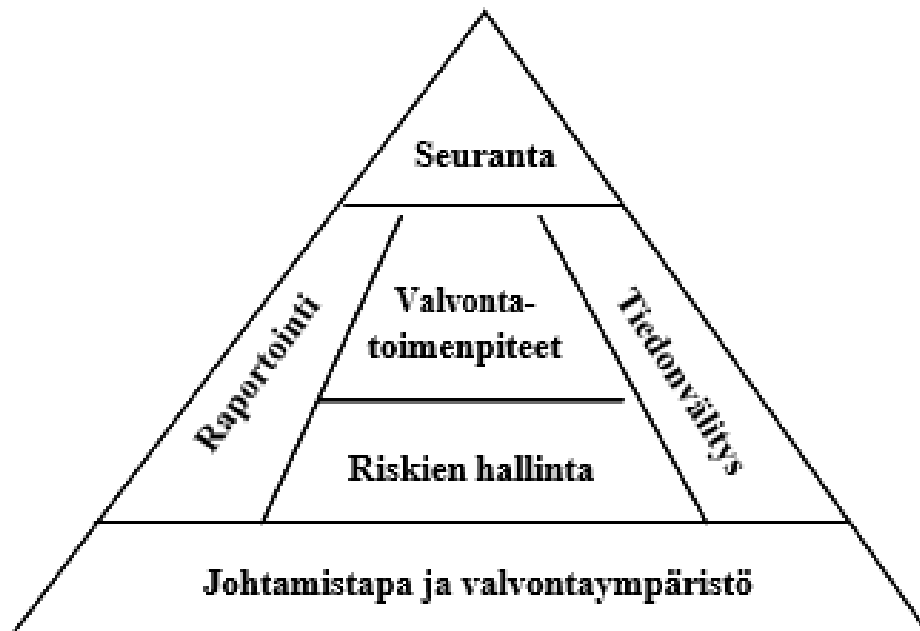 Seuranta
Raportointi
Valvonta-
toimenpiteet
Tiedonvälitys
Riskien hallinta
Johtamistapa ja valvontaympäristö